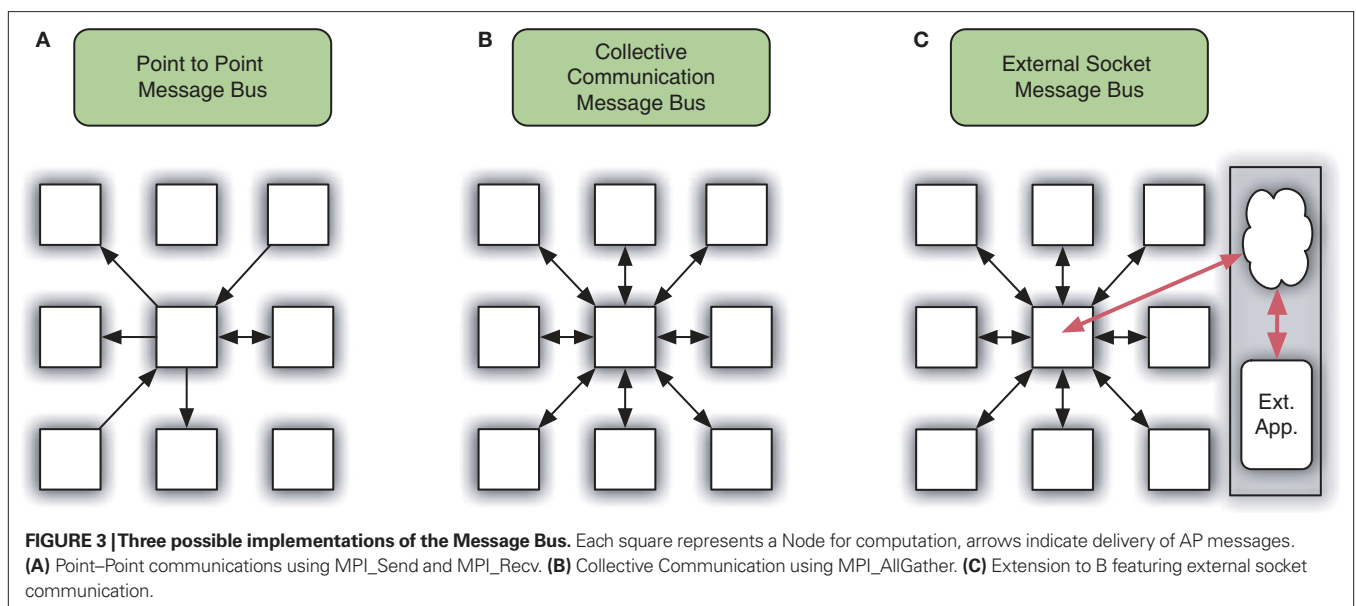 A
Point to Point
Message Bus
B
Collective
Communication
Message Bus
C
External Socket
Message Bus
Ext.
App.
FIGURE 3 | Three possible implementations of the Message Bus. Each square represents a Node for computation, arrows indicate delivery of AP messages.
(A) Point–Point communications using MPI_Send and MPI_Recv. (B) Collective Communication using MPI_AllGather. (C) Extension to B featuring external socket
communication.